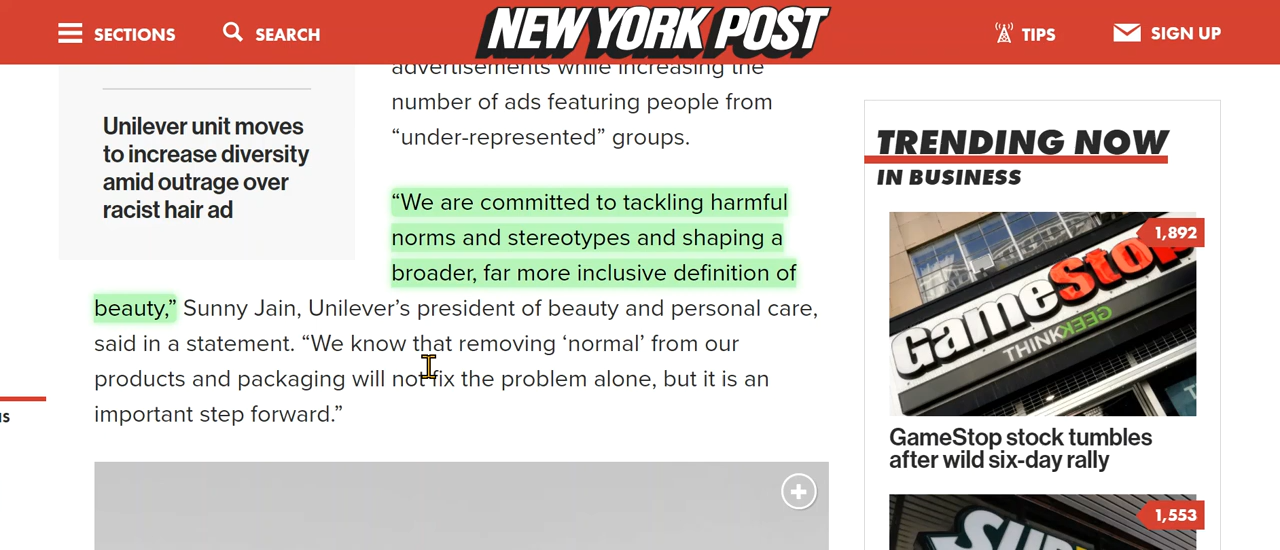 SECTIONS
SEARCH
NEW YORK POST
TIPS
SIGN UP
Unilever unit moves
to increase diversity
amid outrage over
racist hair ad
advertisements while increasing the
number of ads featuring people from
“under-represented” groups.
“We are committed to tackling harmful
norms and stereotypes and shaping a
broader, far more inclusive definition of
beauty,” Sunny Jain, Unilever’s president of beauty and personal care,
said in a statement. “We know that removing ‘normal’ from our
products and packaging will not fix the problem alone, but it is an
important step forward.”
TRENDING NOW
IN BUSINESS
1,892
GameStop
THINKGEEK
GameStop stock tumbles
after wild six-day rally
1,553